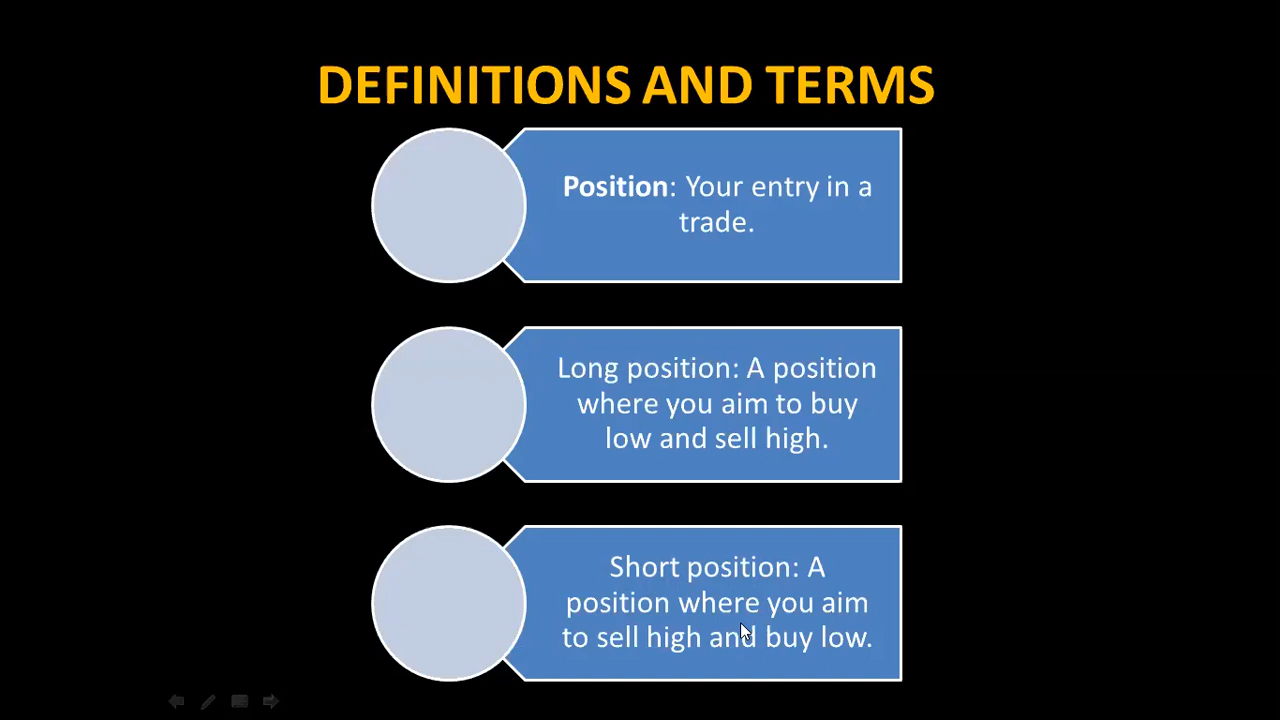 DEFINITIONS AND TERMS
Position: Your entry in a
trade.
Long position: A position
where you aim to buy
low and sell high.
Short position: A
position where you aim
to sell high and buy low.